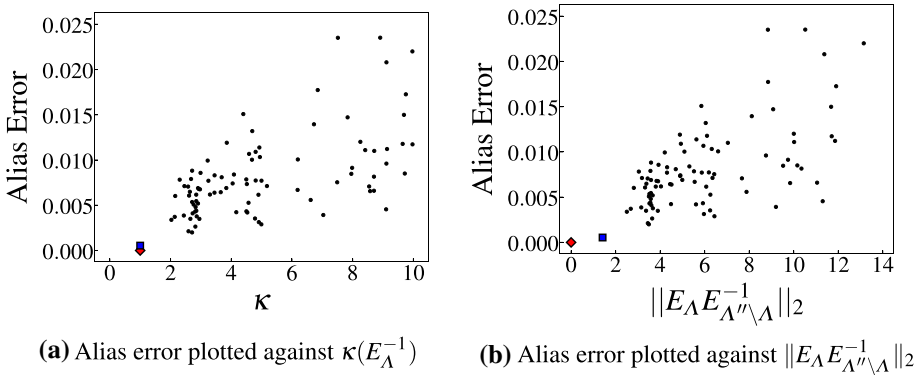 0.025
0.020
0.015
0.010
0.005
0.000
Alias Error
0 2 4 6 8 10
κ
(a) Alias error plotted against κ(E_Λ^{-1})
0.025
0.020
0.015
0.010
0.005
0.000
Alias Error
0 2 4 6 8 10 12 14
||E_Λ E_{Λ''\Λ}^{-1}||_2
(b) Alias error plotted against ‖E_Λ E_{Λ''\Λ}^{-1}‖_2